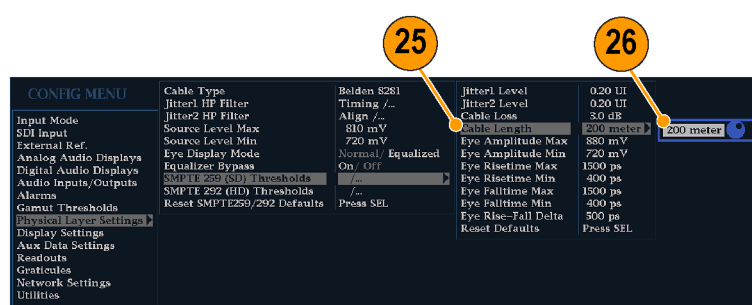 25
26
CONFIG MENU
Input Mode
SDI Input
External Ref.
Analog Audio Displays
Digital Audio Displays
Audio Inputs/Outputs
Alarms
Gamut Thresholds
Physical Layer Settings
Display Settings
Aux Data Settings
Readouts
Graticules
Network Settings
Utilities
Cable Type Belden 8281
Jitter1 HP Filter Timing /...
Jitter2 HP Filter Align /...
Source Level Max 810 mV
Source Level Min 720 mV
Eye Display Mode Normal/ Equalized
Equalizer Bypass On/ Off
SMPTE 259 (SD) Thresholds /...
SMPTE 292 (HD) Thresholds /...
Reset SMPTE259/292 Defaults Press SEL
Jitter1 Level 0.20 UI
Jitter2 Level 0.20 UI
Cable Loss 3.0 dB
Cable Length 200 meter
Eye Amplitude Max 880 mV
Eye Amplitude Min 720 mV
Eye Risetime Max 1500 ps
Eye Risetime Min 400 ps
Eye Falltime Max 1500 ps
Eye Falltime Min 400 ps
Eye Rise-Fall Delta 500 ps
Reset Defaults Press SEL
200 meter